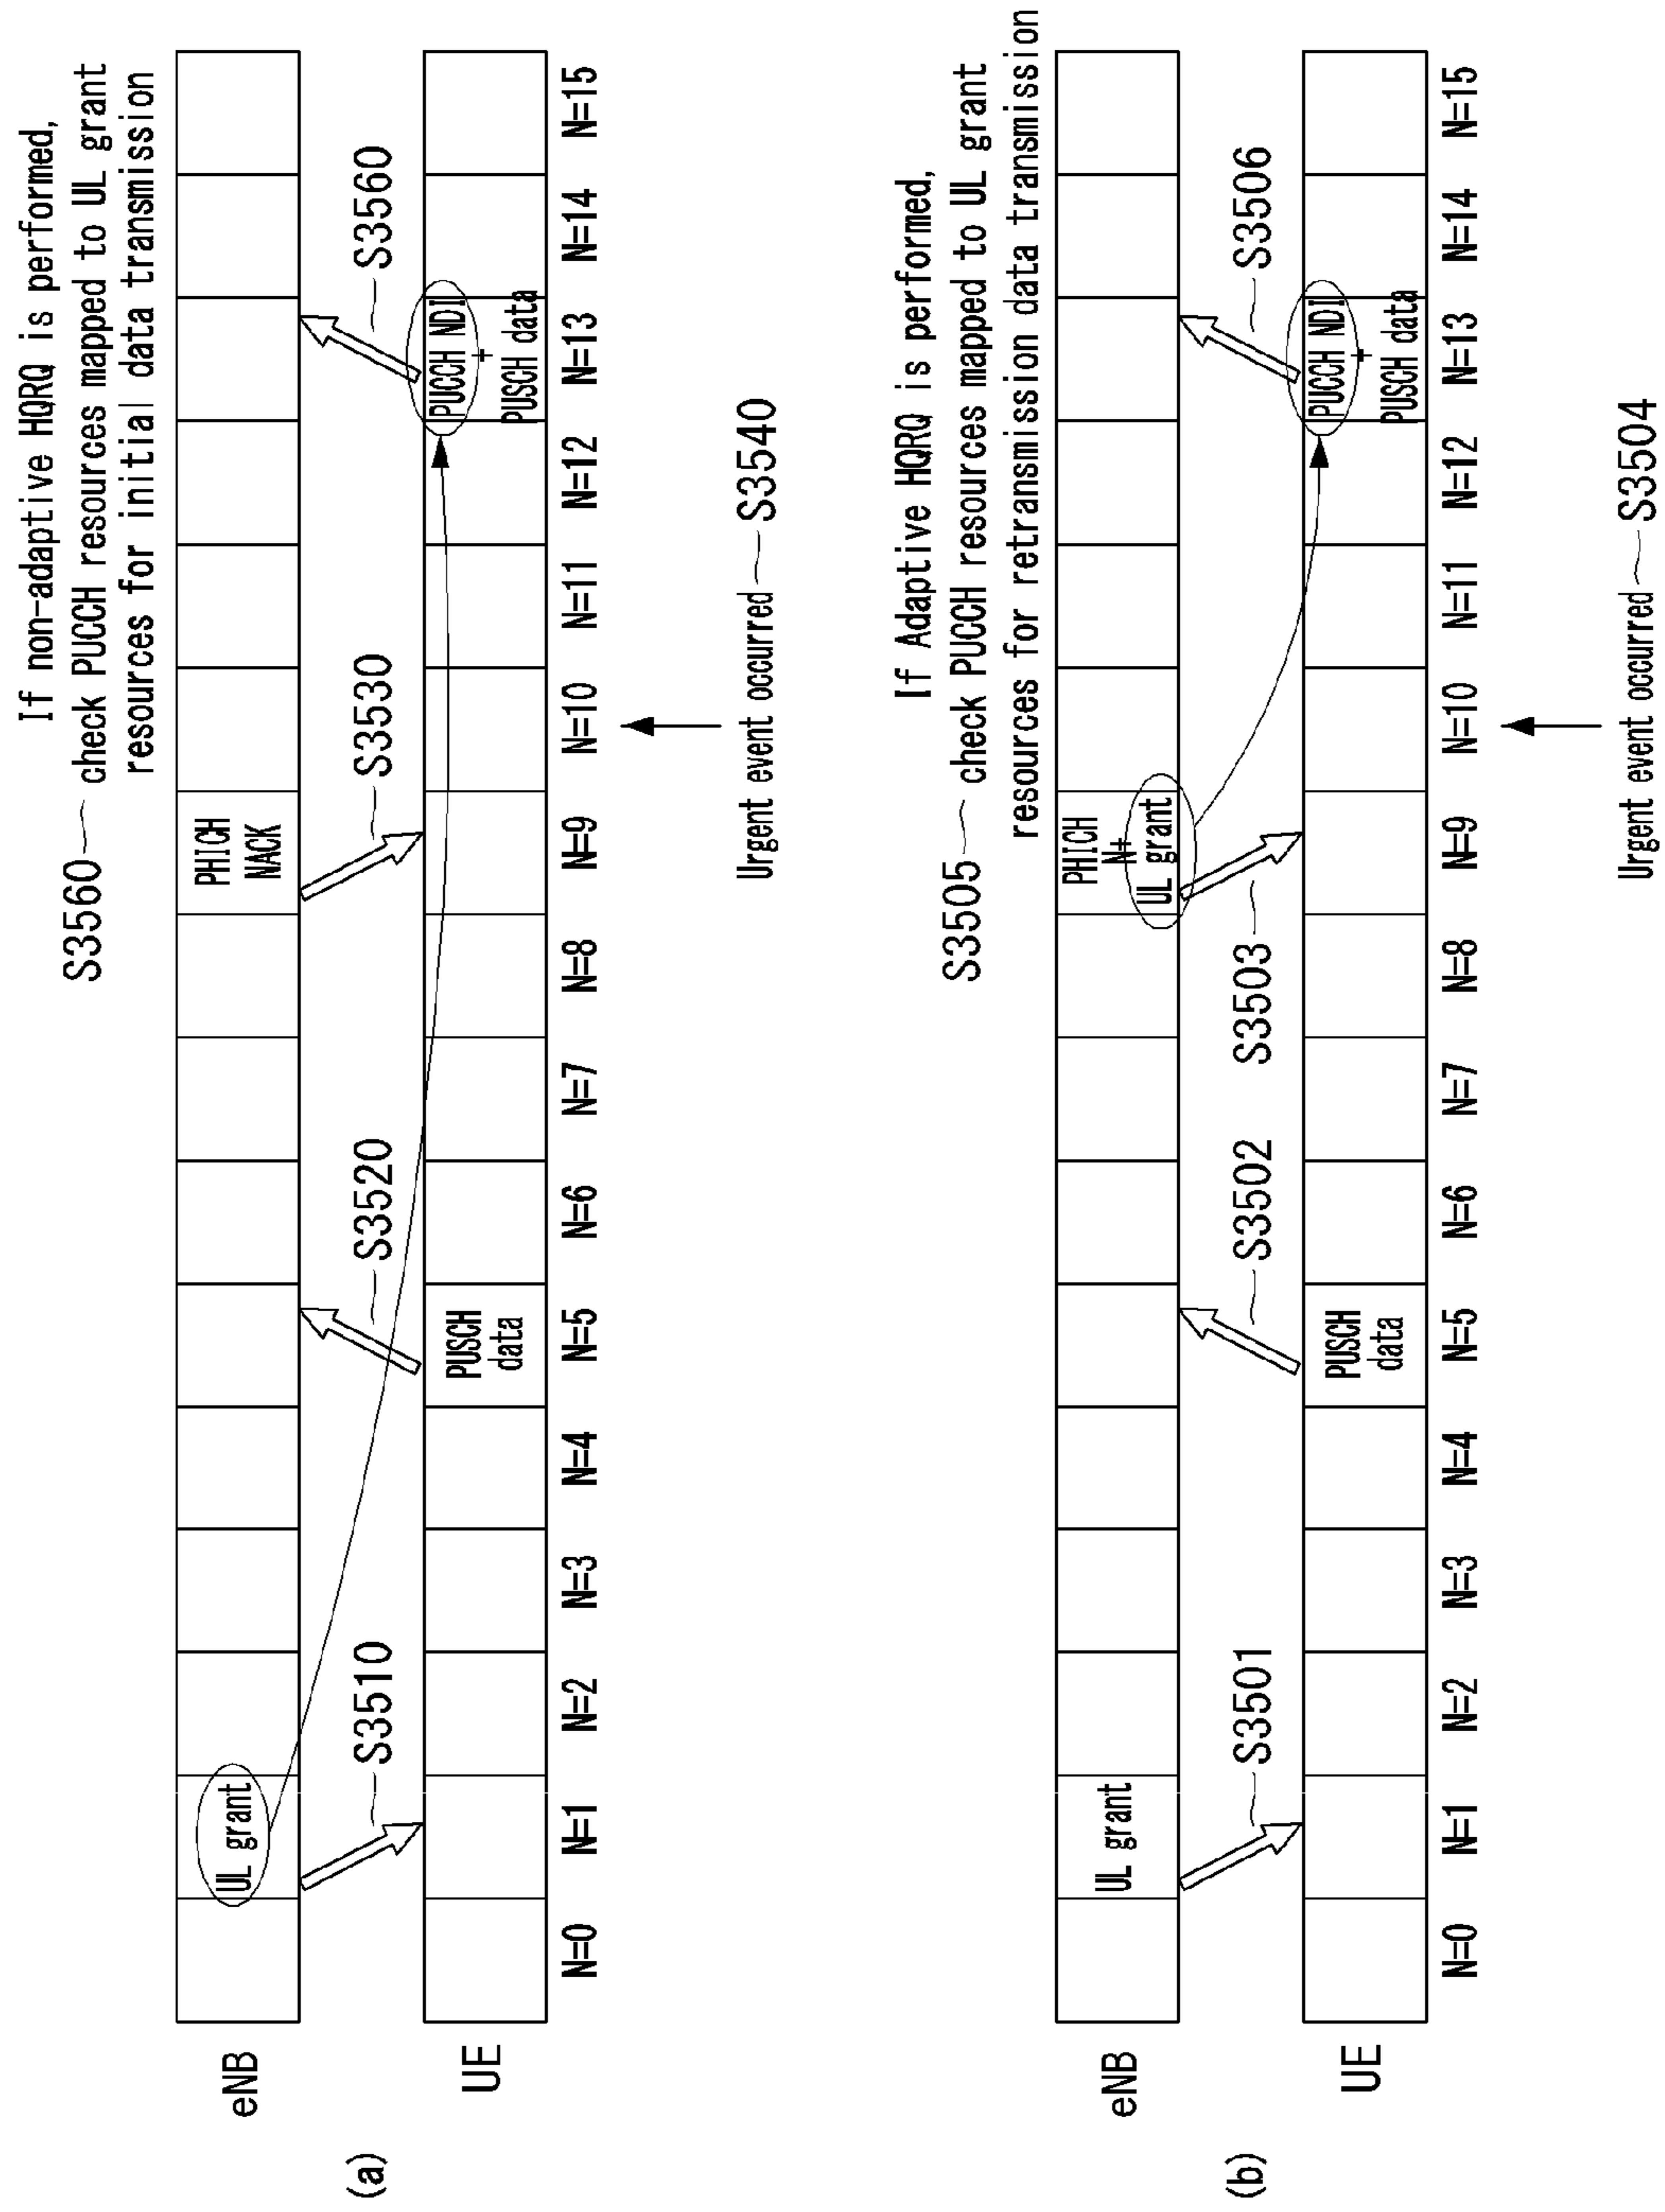 (a)
If non-adaptive HQRQ is performed,
S3560 check PUCCH resources mapped to UL grant
resources for initial data transmission
eNB
UL grant
PHICH
NACK
S3510
S3520
S3530
S3560
UE
PUSCH
data
PUCCH NDI
+
PUSCH data
N=0 N=1 N=2 N=3 N=4 N=5 N=6 N=7 N=8 N=9 N=10 N=11 N=12 N=13 N=14 N=15
Urgent event occurred S3540
(b)
If Adaptive HQRQ is performed,
S3505 check PUCCH resources mapped to UL grant
resources for retransmission data transmission
eNB
UL grant
PHICH
N+
UL grant
S3501
S3502
S3503
S3506
UE
PUSCH
data
PUCCH NDI
+
PUSCH data
N=0 N=1 N=2 N=3 N=4 N=5 N=6 N=7 N=8 N=9 N=10 N=11 N=12 N=13 N=14 N=15
Urgent event occurred S3504